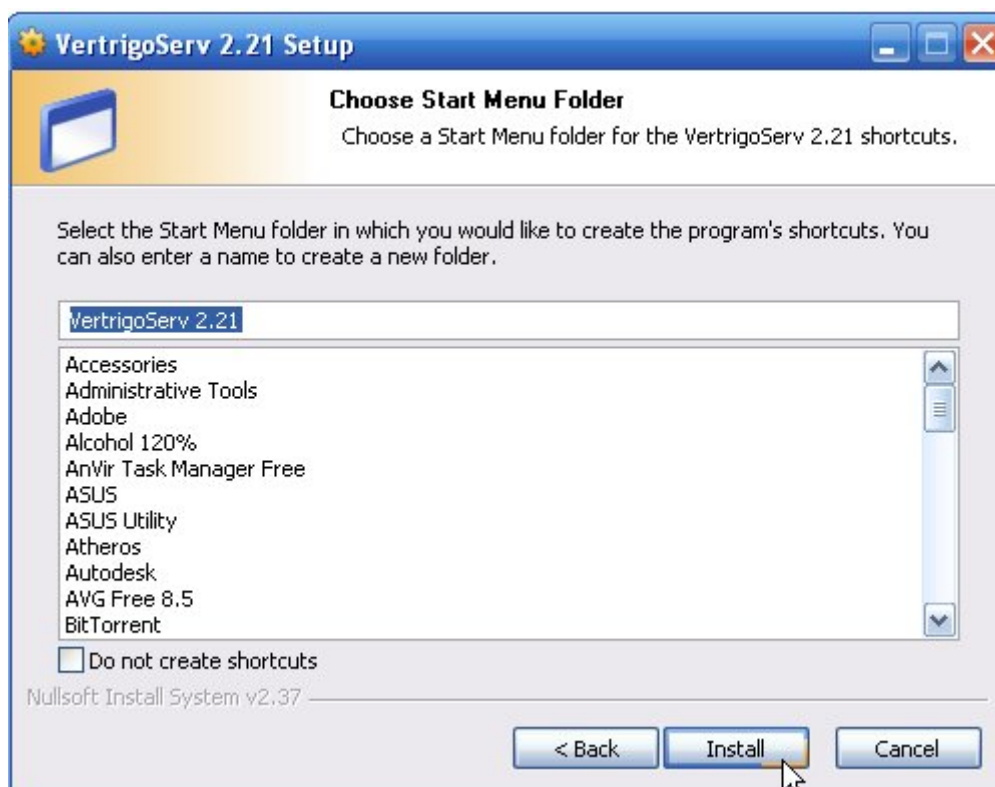 VertrigoServ 2.21 Setup
Choose Start Menu Folder
Choose a Start Menu folder for the VertrigoServ 2.21 shortcuts.
Select the Start Menu folder in which you would like to create the program's shortcuts. You
can also enter a name to create a new folder.
VertrigoServ 2.21
Accessories
Administrative Tools
Adobe
Alcohol 120%
AnVir Task Manager Free
ASUS
ASUS Utility
Atheros
Autodesk
AVG Free 8.5
BitTorrent
Do not create shortcuts
Nullsoft Install System v2.37
< Back
Install
Cancel